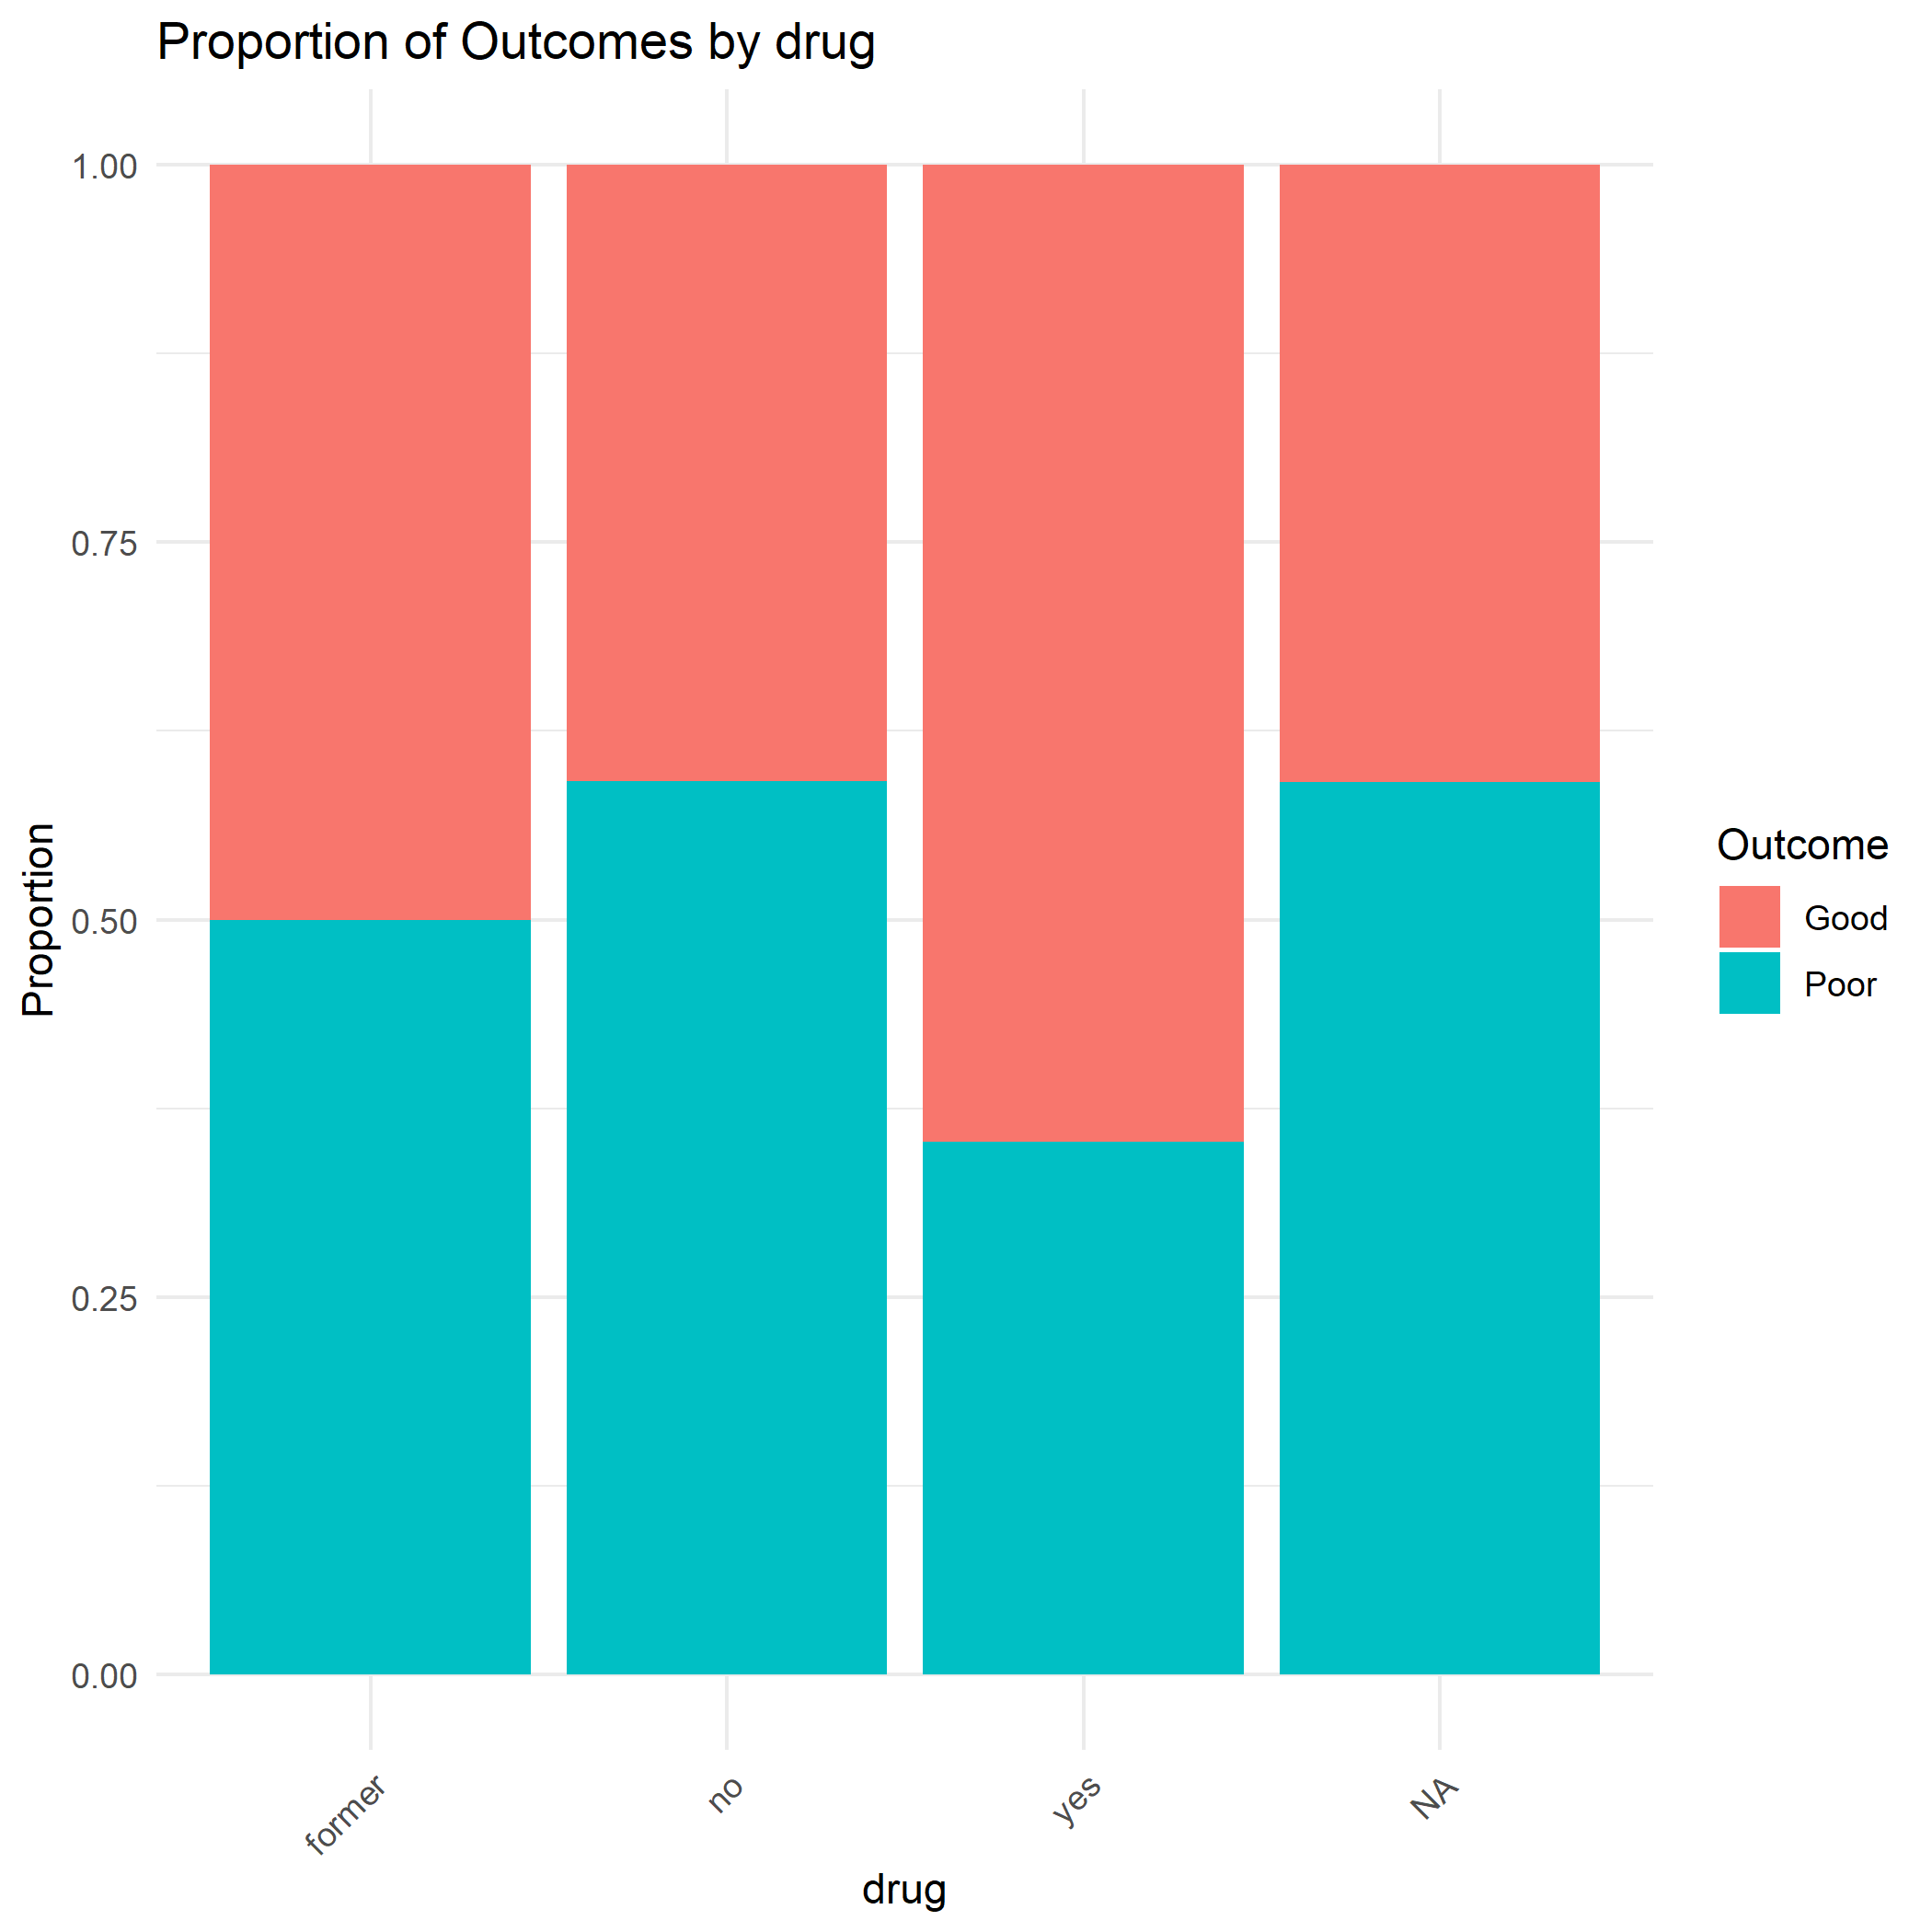 Proportion of Outcomes by drug
1.00
0.75
0.50
0.25
0.00
Proportion
former
no
yes
NA
drug
Outcome
Good
Poor